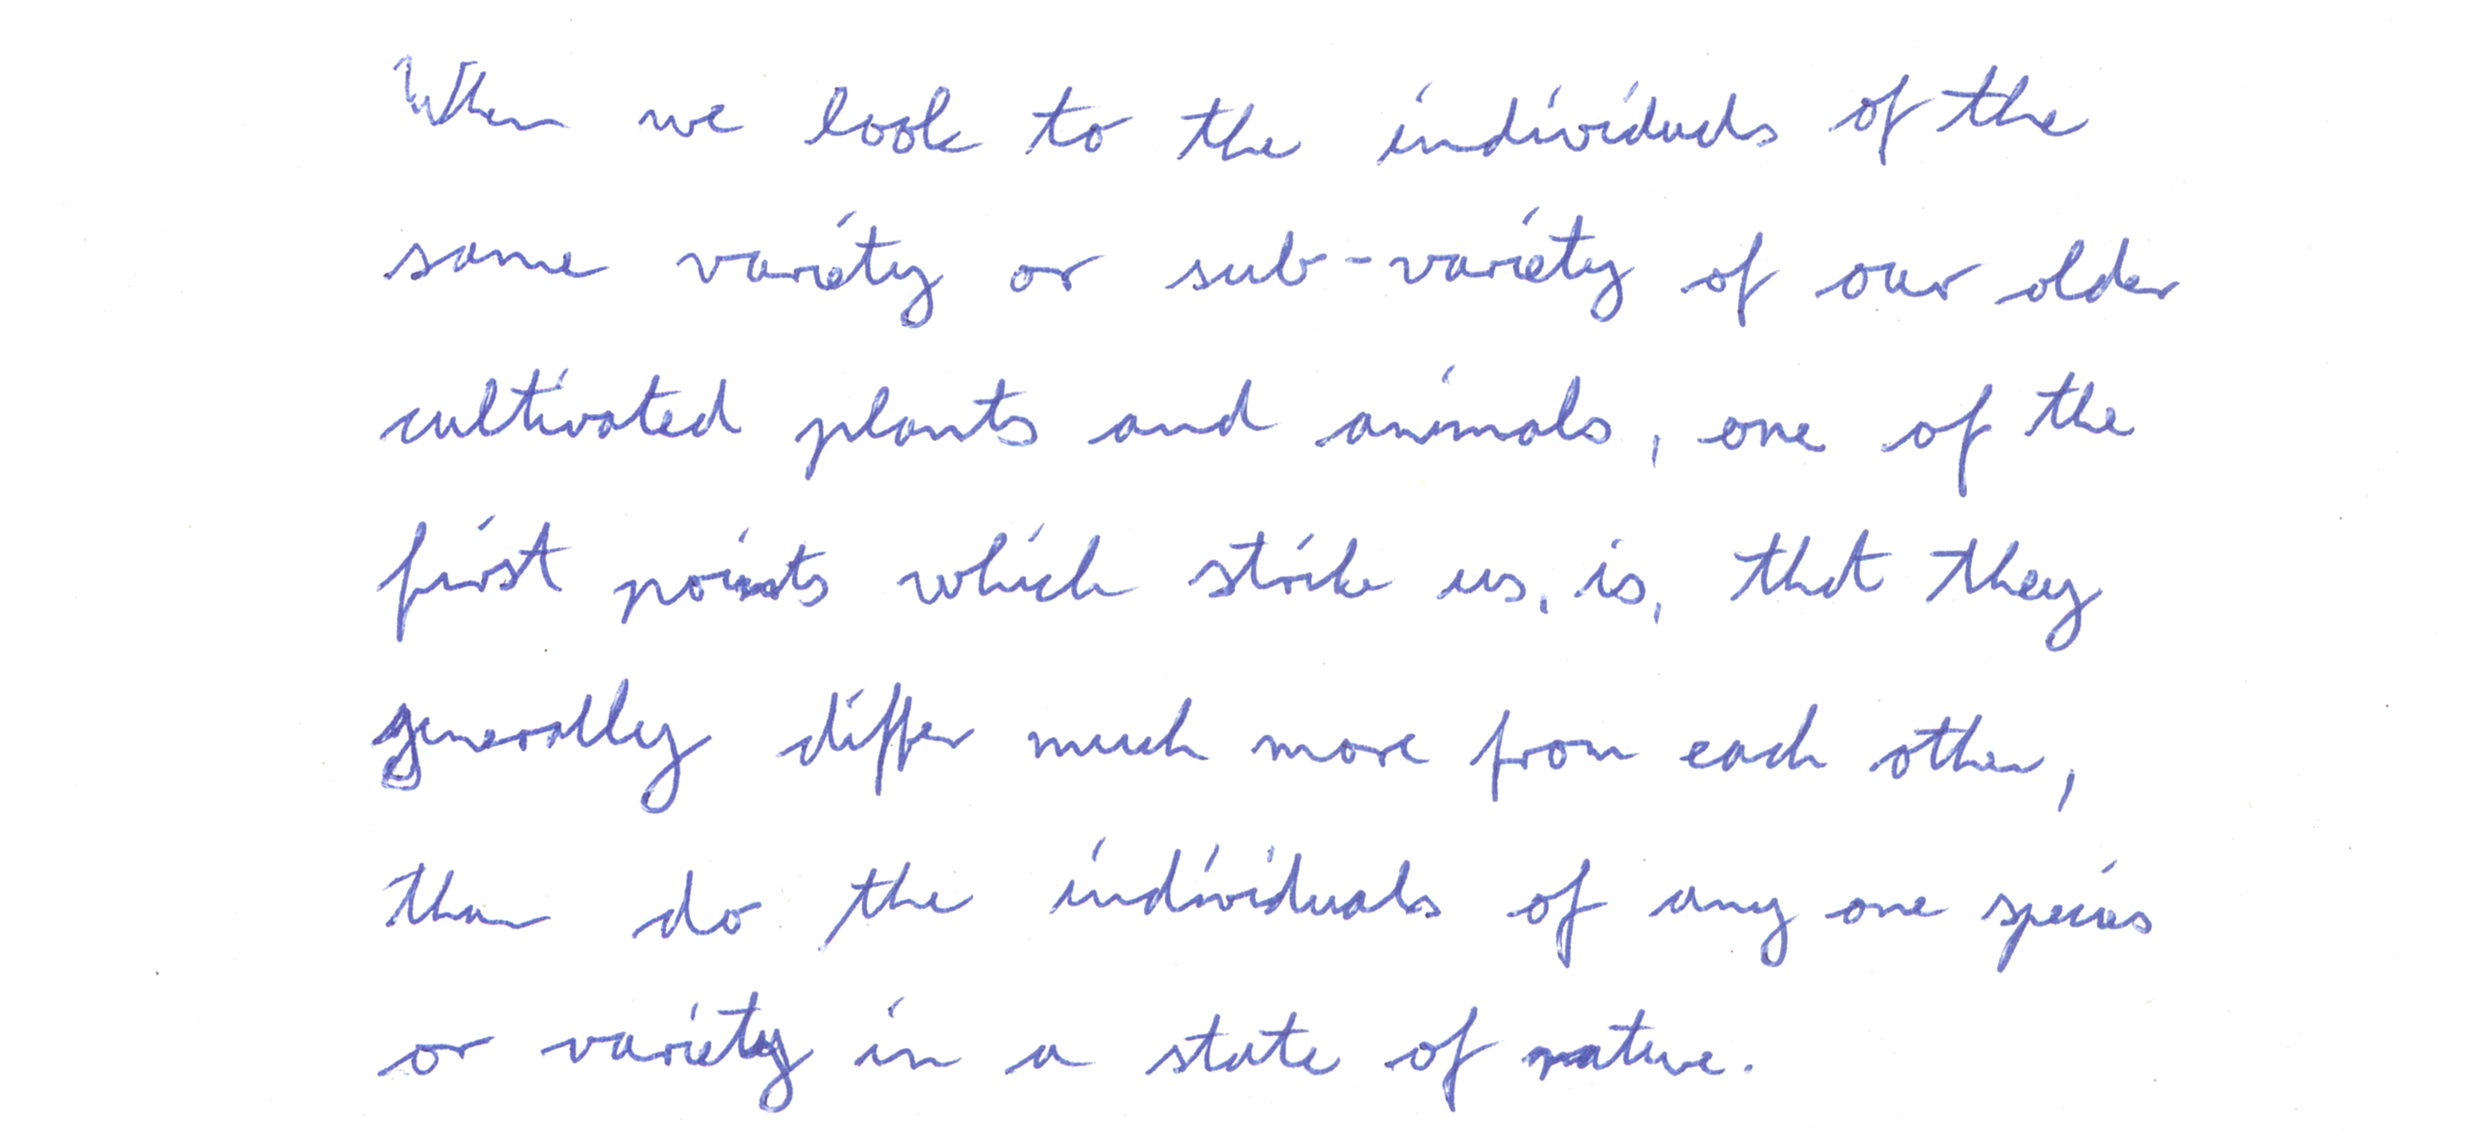 When we look to the individuals of the
same variety or sub-variety of our older
cultivated plants and animals, one of the
first points which strike us, is, that they
generally differ much more from each other,
than do the individuals of any one species
or variety in a state of nature.